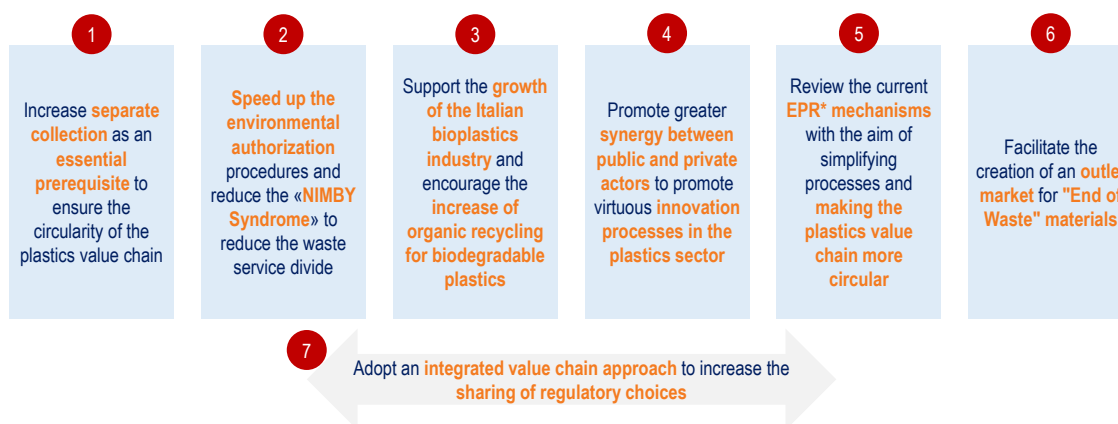 1
Increase separate
collection as an
essential
prerequisite to
ensure the
circularity of the
plastics value chain
2
Speed up the
environmental
authorization
procedures and
reduce the «NIMBY
Syndrome» to
reduce the waste
service divide
3
Support the growth
of the Italian
bioplastics
industry and
encourage the
increase of
organic recycling
for biodegradable
plastics
4
Promote greater
synergy between
public and private
actors to promote
virtuous innovation
processes in the
plastics sector
5
Review the current
EPR* mechanisms
with the aim of
simplifying
processes and
making the
plastics value
chain more
circular
6
Facilitate the
creation of an outle
market for "End of
Waste" materials
7
Adopt an integrated value chain approach to increase the
sharing of regulatory choices